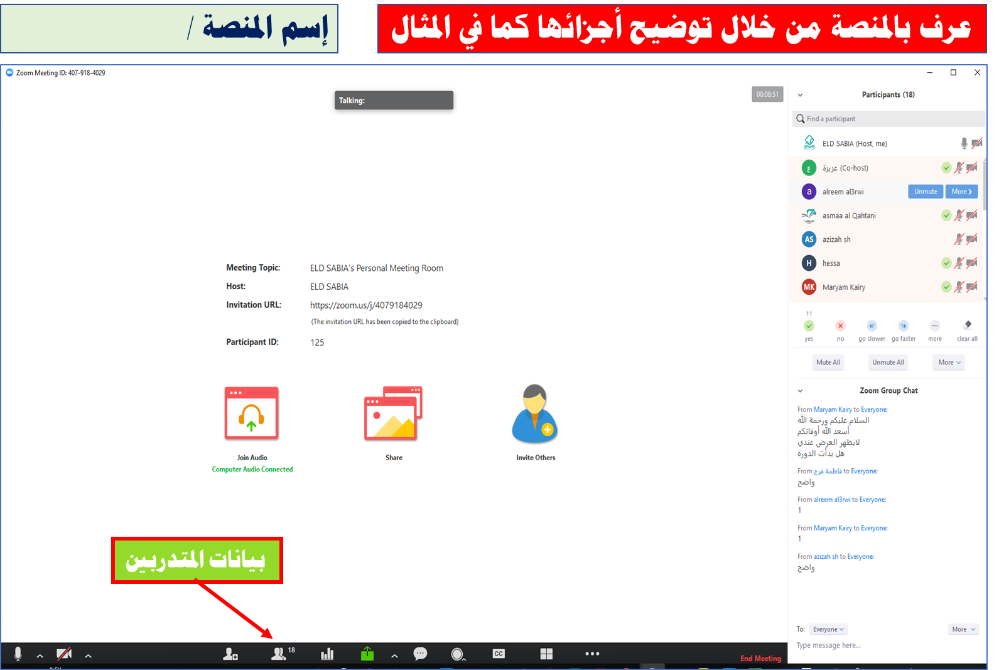 عرف بالمنصة من خلال توضيح أجزائها كما في المثال
إسم المنصة /
Zoom Meeting ID: 407-918-4029
Talking:
00:08:51
Meeting Topic: ELD SABIA's Personal Meeting Room
Host: ELD SABIA
Invitation URL: https://zoom.us/j/4079184029
(The invitation URL has been copied to the clipboard)
Participant ID: 125
Join Audio
Computer Audio Connected
Share
Invite Others
بيانات المتدربين
18
CC
End Meeting
Participants (18)
Find a participant
ELD SABIA (Host, me)
ع عزيزة (Co-host)
a alreem al3rwi Unmute More
asmaa al Qahtani
AS azizah sh
H hessa
MK Maryam Kairy
11
yes no go slower go faster more clear all
Mute All Unmute All More
Zoom Group Chat
From Maryam Kairy to Everyone:
السلام عليكم ورحمة الله
أسعد الله أوقاتكم
لايظهر العرض عندي
هل بدأت الدورة
From فاطمة فرج to Everyone:
واضح
From alreem al3rwi to Everyone:
1
From Maryam Kairy to Everyone:
1
From azizah sh to Everyone:
واضح
To: Everyone More
Type message here...